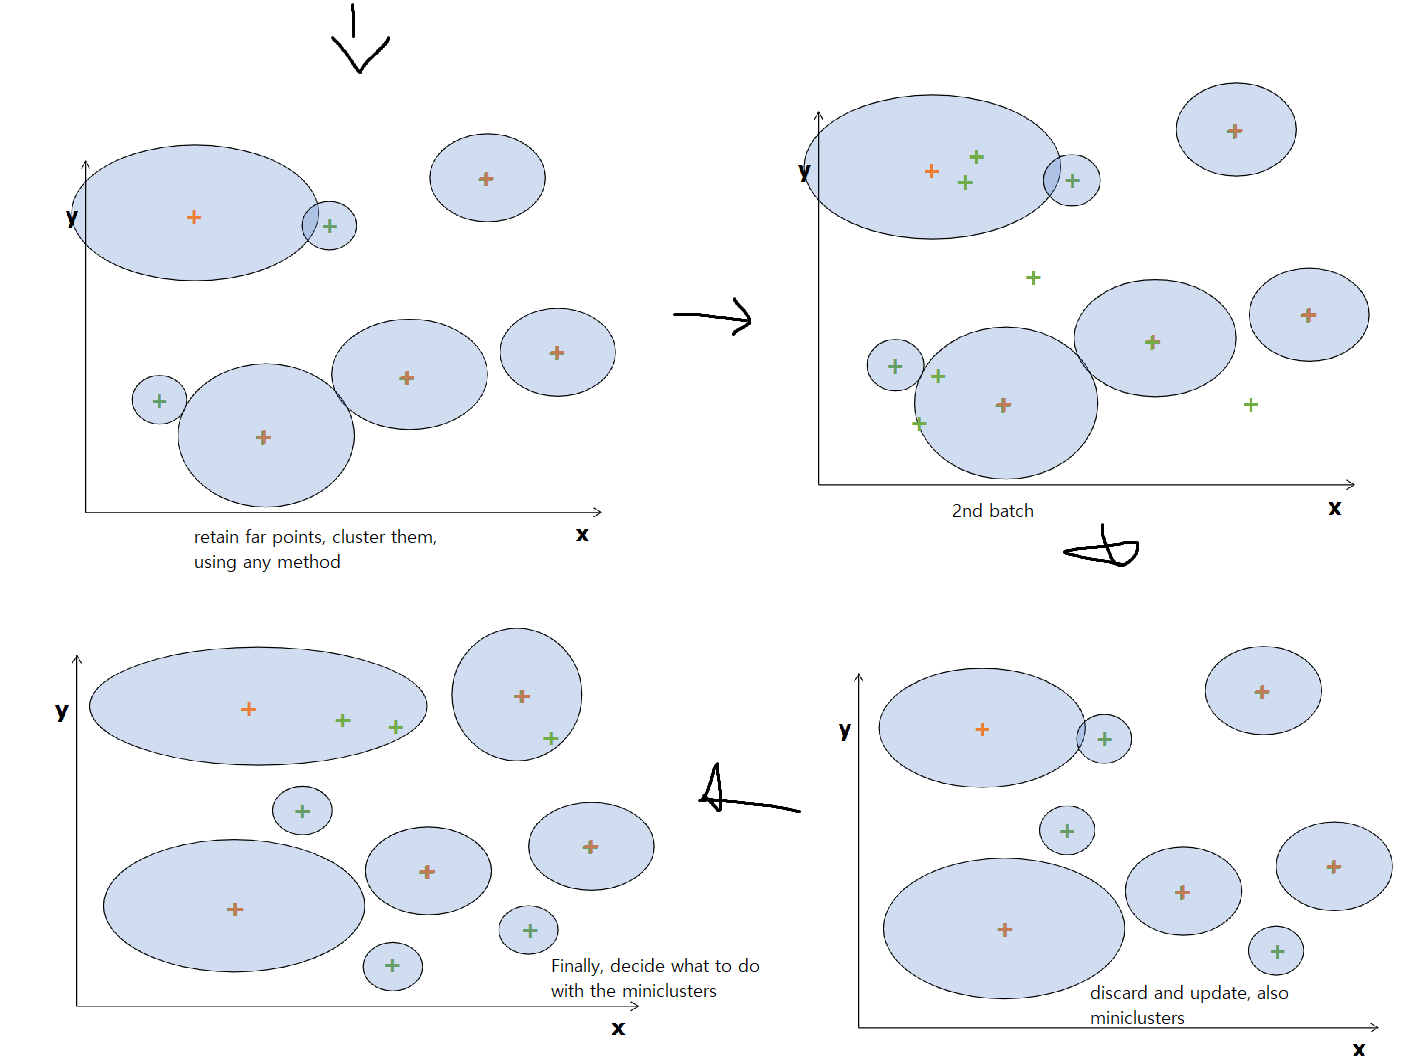 y
x
retain far points, cluster them,
using any method
y
x
2nd batch
y
x
Finally, decide what to do
with the miniclusters
y
x
discard and update, also
miniclusters